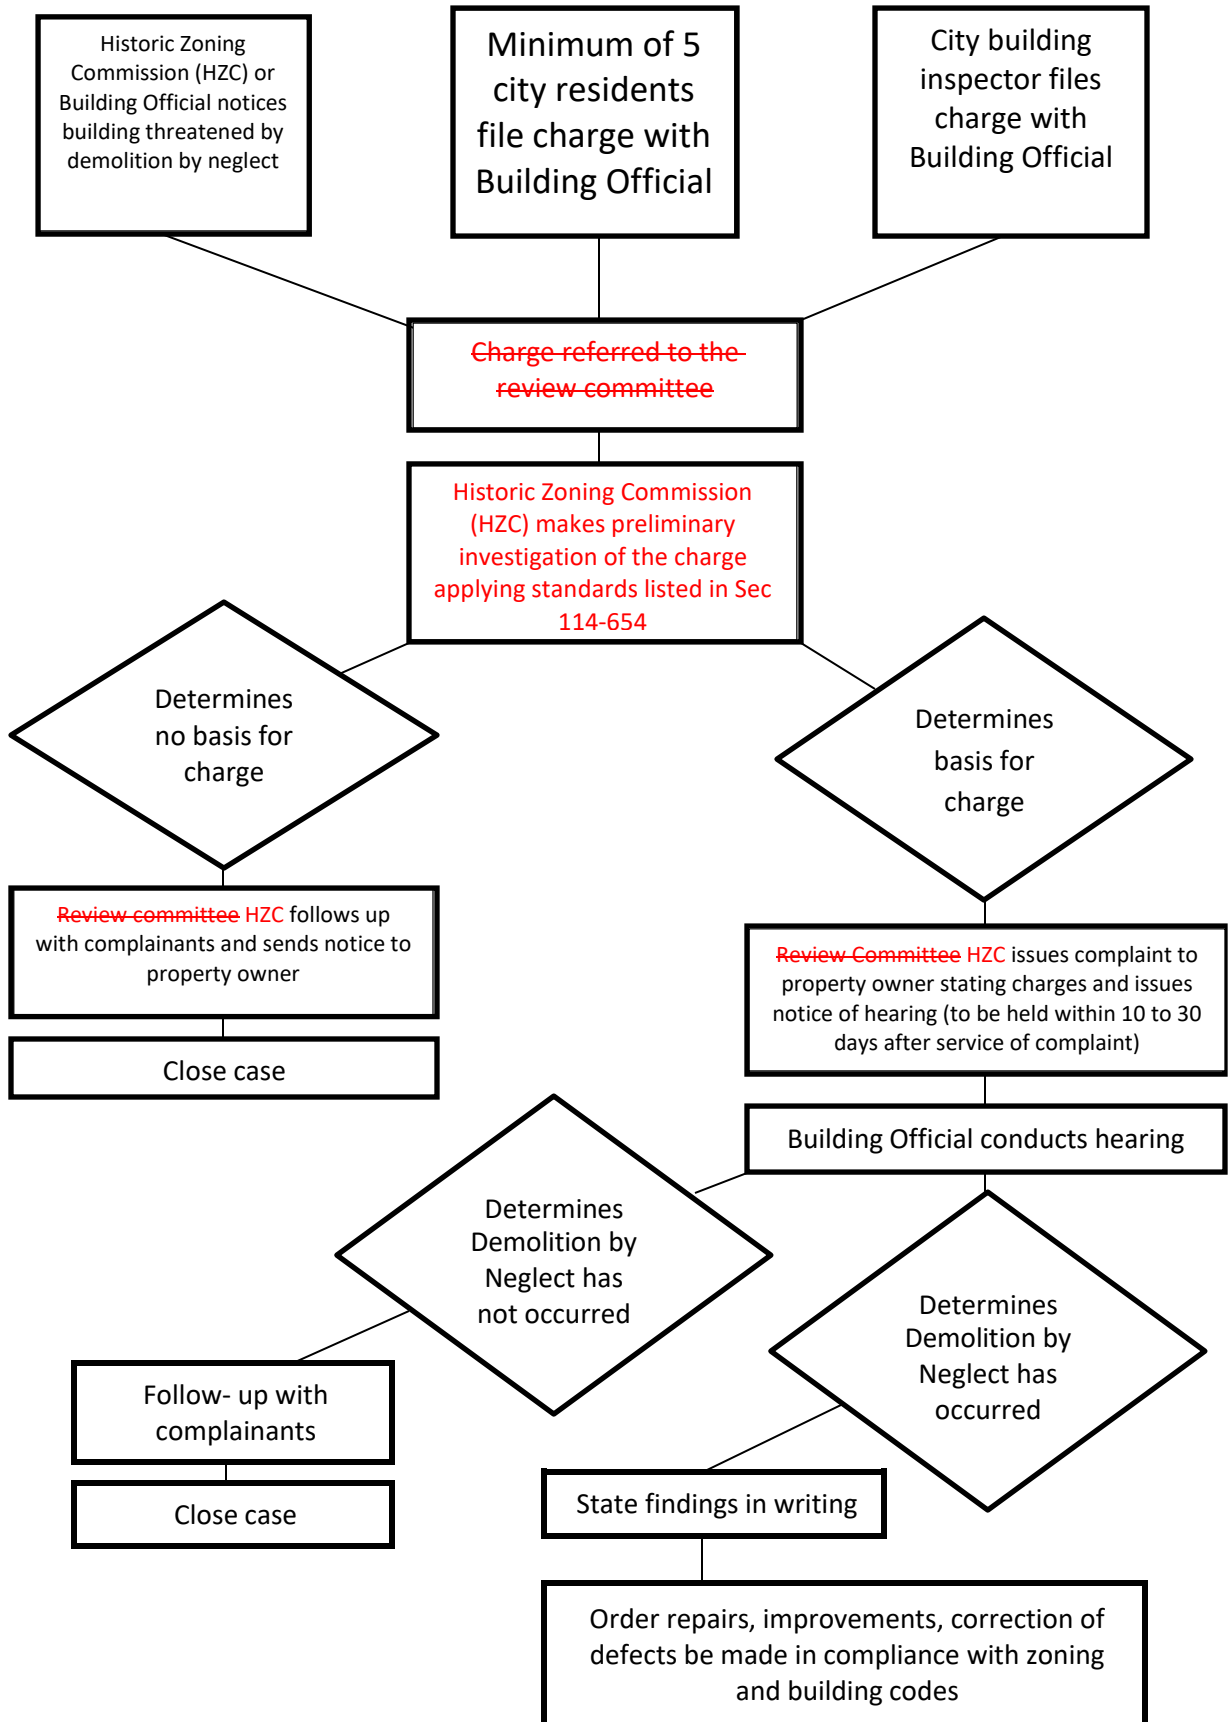 Historic Zoning
Commission (HZC) or
Building Official notices
building threatened by
demolition by neglect
Minimum of 5
city residents
file charge with
Building Official
City building
inspector files
charge with
Building Official
Charge referred to the
review committee
Historic Zoning Commission
(HZC) makes preliminary
investigation of the charge
applying standards listed in Sec
114-654
Determines
no basis for
charge
Determines
basis for
charge
Review committee HZC follows up
with complainants and sends notice to
property owner
Review Committee HZC issues complaint to
property owner stating charges and issues
notice of hearing (to be held within 10 to 30
days after service of complaint)
Close case
Building Official conducts hearing
Determines
Demolition by
Neglect has
not occurred
Determines
Demolition by
Neglect has
occurred
Follow- up with
complainants
Close case
State findings in writing
Order repairs, improvements, correction of
defects be made in compliance with zoning
and building codes